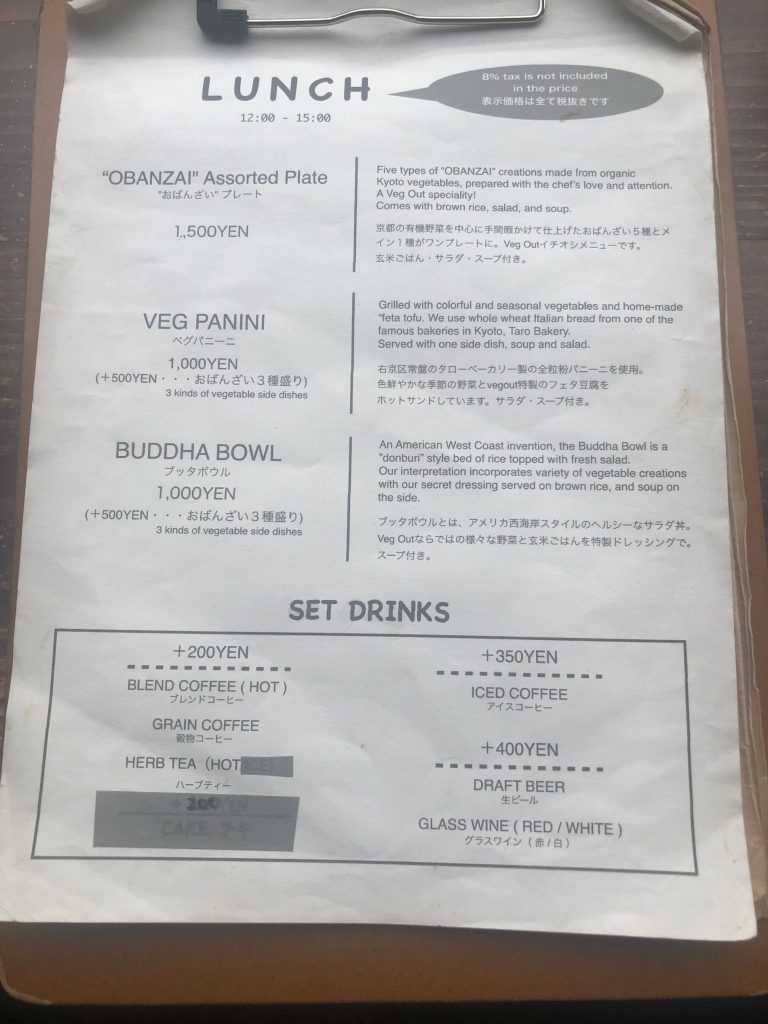 LUNCH
12:00 - 15:00
8% tax is not included
in the price
表示価格は全て税抜きです
“OBANZAI" Assorted Plate
"おばんざい" プレート
1,,500YEN
Five types of “OBANZAI” creations made from organic
Kyoto vegetables, prepared with the chef's love and attention.
A Veg Out speciality!
Comes with brown rice, salad, and soup.
京都の有機野菜を中心に手間暇かけて仕上げたおばんざい５種とメ
イン１種がワンプレートに。Veg Outイチオシメニューです。
玄米ごはん・サラダ・スープ付き。
VEG PANINI
ベグパニーニ
1,000YEN
(＋500YEN・・・おばんざい３種盛り)
3 kinds of vegetable side dishes
Grilled with colorful and seasonal vegetables and home-made
“feta tofu. We use whole wheat Italian bread from one of the
famous bakeries in Kyoto, Taro Bakery.
Served with one side dish, soup and salad.
右京区常盤のタローベーカリー製の全粒粉パニーニを使用。
色鮮やかな季節の野菜とvegout特製のフェタ豆腐を
ホットサンドしています。サラダ・スープ付き。
BUDDHA BOWL
ブッタボウル
1,000YEN
(＋500YEN・・・おばんざい３種盛り)
3 kinds of vegetable side dishes
An American West Coast invention, the Buddha Bowl is a
"donburi” style bed of rice topped with fresh salad.
Our interpretation incorporates variety of vegetable creations
with our secret dressing served on brown rice, and soup on
the side.
ブッタボウルとは、アメリカ西海岸スタイルのヘルシーなサラダ丼。
Veg Outならではの様々な野菜と玄米ごはんを特製ドレッシングで。
スープ付き。
SET DRINKS
＋200YEN
BLEND COFFEE ( HOT )
ブレンドコーヒー
GRAIN COFFEE
穀物コーヒー
HERB TEA（HOT
ハーブティー
＋200YEN
CAKE ケーキ
＋350YEN
ICED COFFEE
アイスコーヒー
＋400YEN
DRAFT BEER
生ビール
GLASS WINE ( RED / WHITE )
グラスワイン（ 赤 / 白 ）